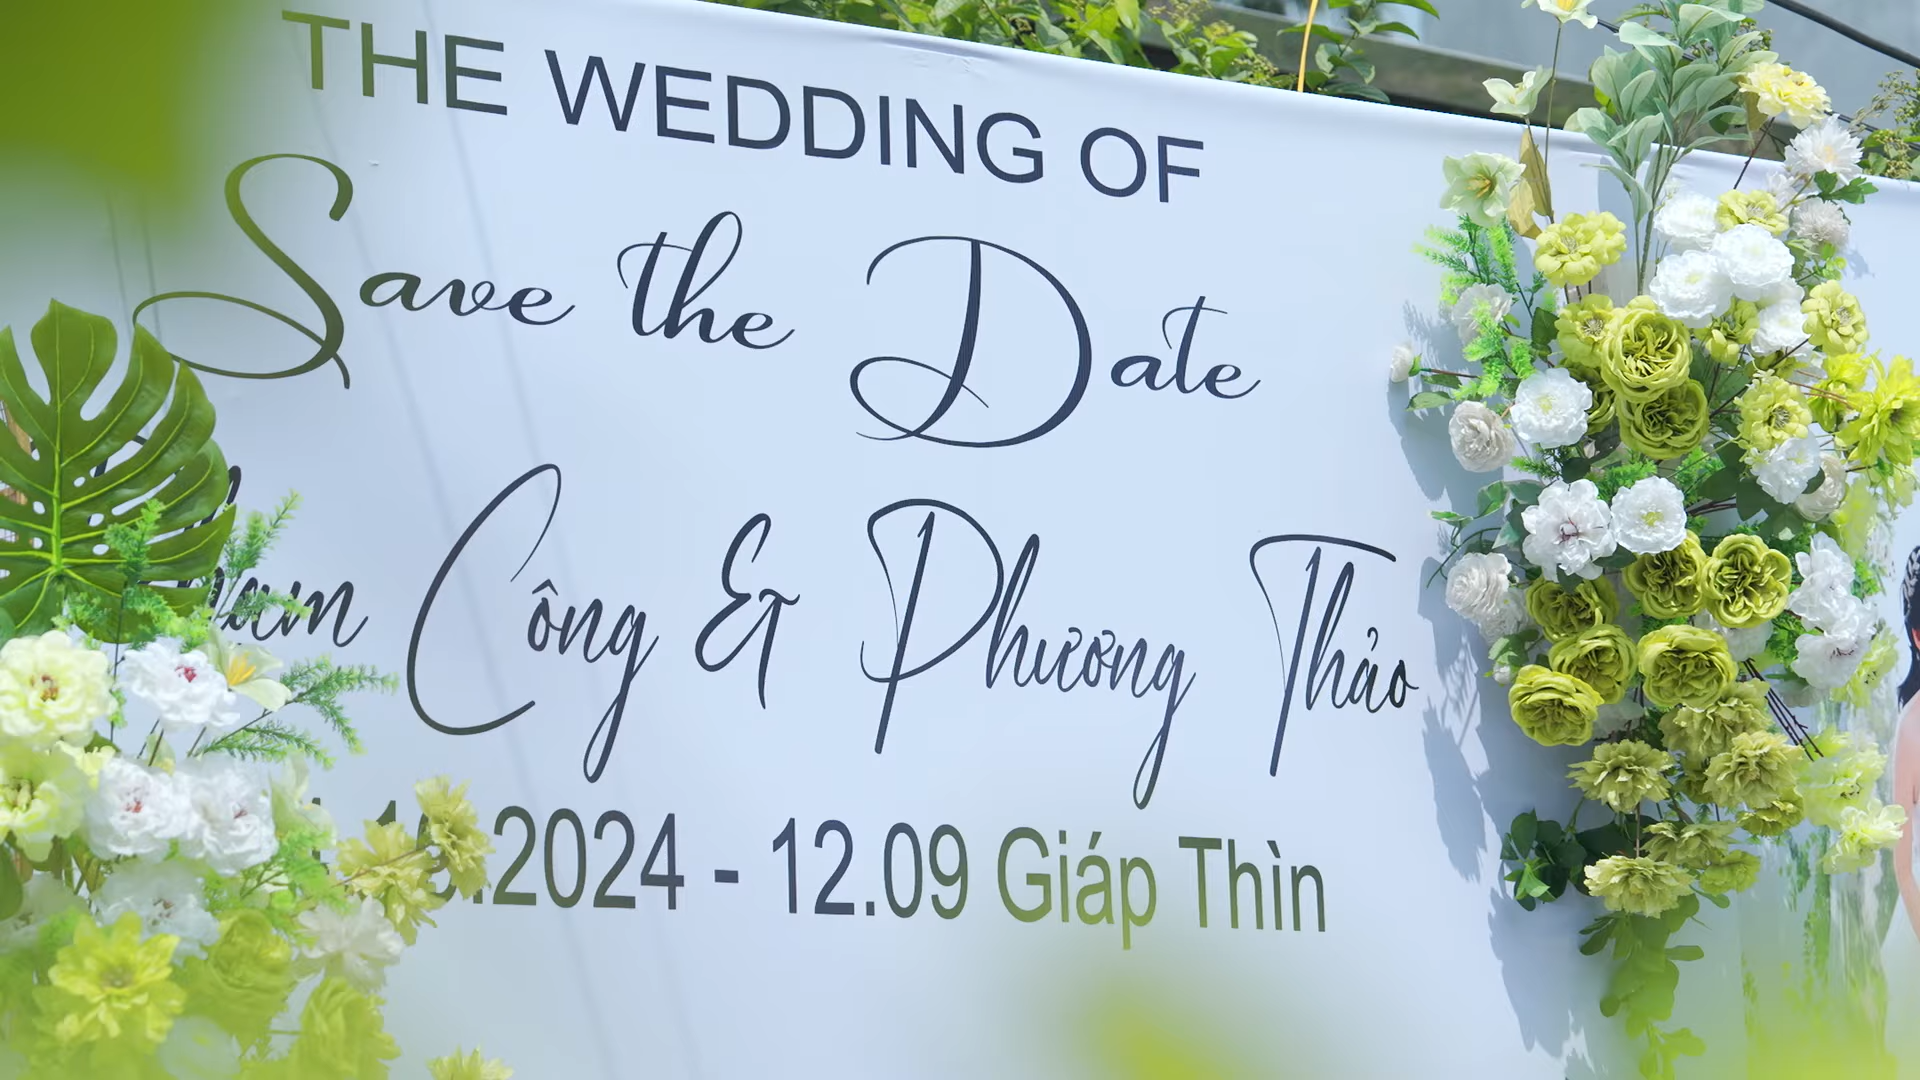 THE WEDDING OF
Save the Date
Công & Phương Thảo
.2024 - 12.09 Giáp Thìn